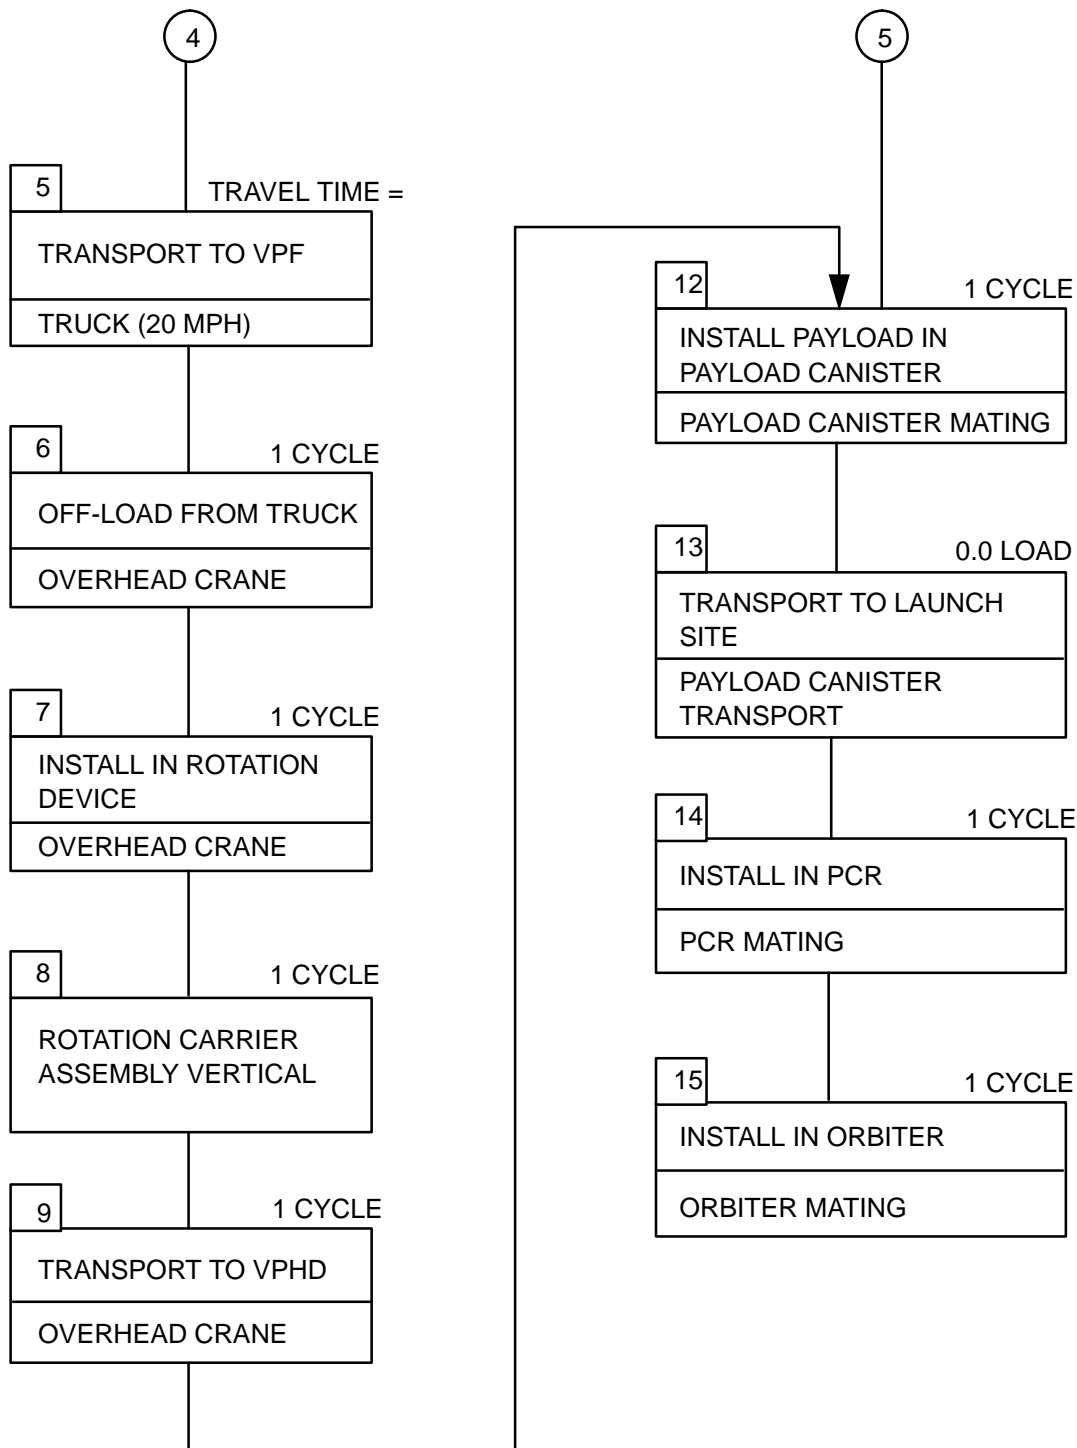 4
5
TRAVEL TIME =
TRANSPORT TO VPF
TRUCK (20 MPH)
6
1 CYCLE
OFF-LOAD FROM TRUCK
OVERHEAD CRANE
7
1 CYCLE
INSTALL IN ROTATION
DEVICE
OVERHEAD CRANE
8
1 CYCLE
ROTATION CARRIER
ASSEMBLY VERTICAL
9
1 CYCLE
TRANSPORT TO VPHD
OVERHEAD CRANE
5
12
1 CYCLE
INSTALL PAYLOAD IN
PAYLOAD CANISTER
PAYLOAD CANISTER MATING
13
0.0 LOAD
TRANSPORT TO LAUNCH
SITE
PAYLOAD CANISTER
TRANSPORT
14
1 CYCLE
INSTALL IN PCR
PCR MATING
15
1 CYCLE
INSTALL IN ORBITER
ORBITER MATING